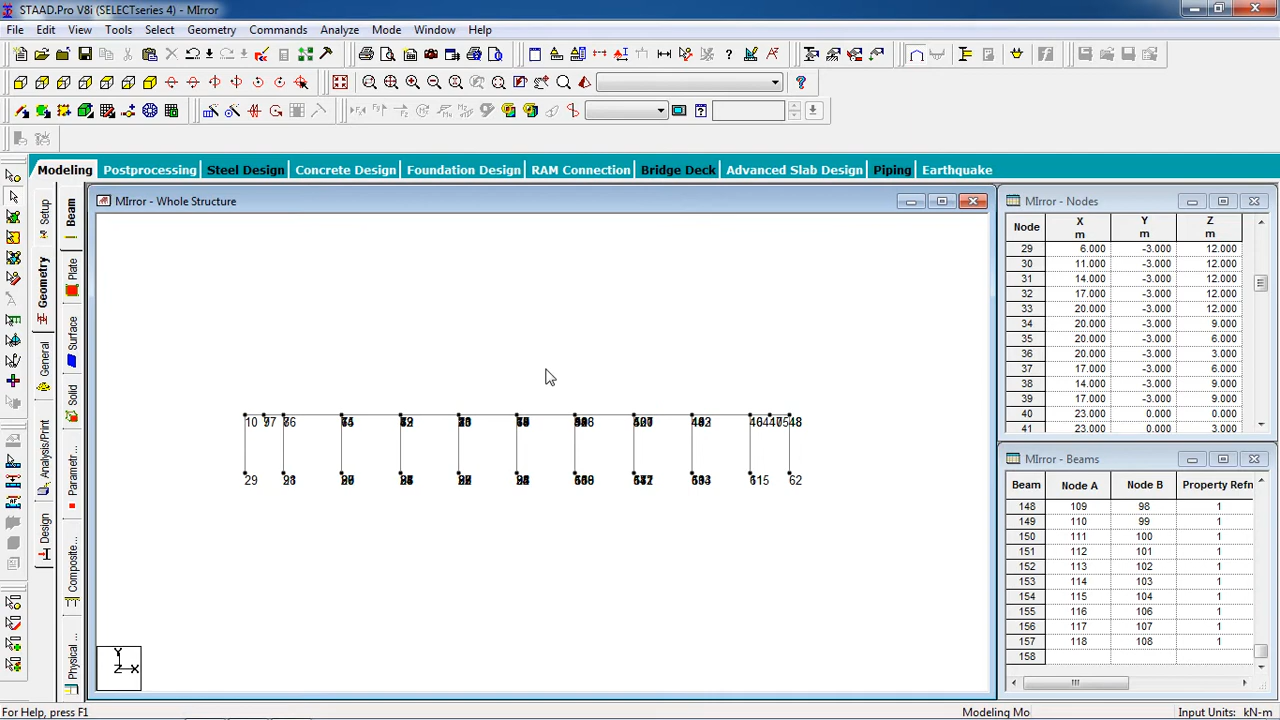 STAAD.Pro V8i (SELECTseries 4) - MIrror
File Edit View Tools Select Geometry Commands Analyze Mode Window Help
Modeling Postprocessing Steel Design Concrete Design Foundation Design RAM Connection Bridge Deck Advanced Slab Design Piping Earthquake
Setup
Geometry
General
Analysis/Print
Design
Beam
Plate
Surface
Solid
Parametr...
Composite...
Physical ...
MIrror - Whole Structure
10
48
29
62
Y
Z X
MIrror - Nodes
Node X m Y m Z m
29 6.000 -3.000 12.000
30 11.000 -3.000 12.000
31 14.000 -3.000 12.000
32 17.000 -3.000 12.000
33 20.000 -3.000 12.000
34 20.000 -3.000 9.000
35 20.000 -3.000 6.000
36 20.000 -3.000 3.000
37 17.000 -3.000 6.000
38 14.000 -3.000 9.000
39 17.000 -3.000 9.000
40 23.000 0.000 0.000
41 23.000 0.000 3.000
MIrror - Beams
Beam Node A Node B Property Refn
148 109 98 1
149 110 99 1
150 111 100 1
151 112 101 1
152 113 102 1
153 114 103 1
154 115 104 1
155 116 106 1
156 117 107 1
157 118 108 1
158
For Help, press F1
Modeling Mo
Input Units: kN-m